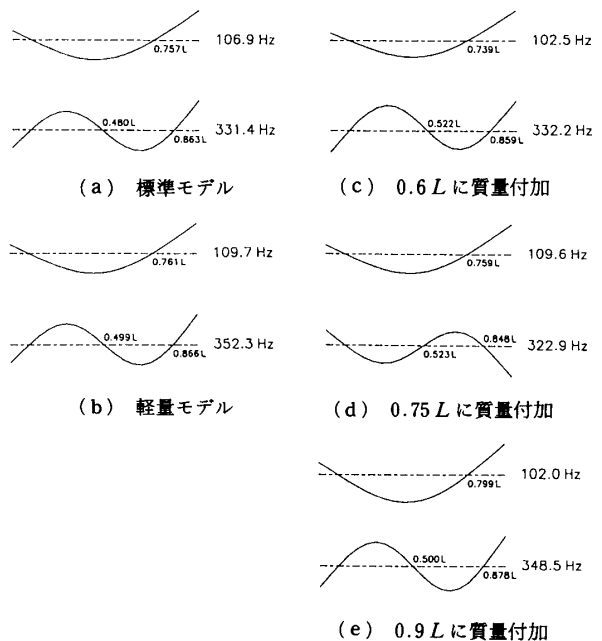 106.9 Hz
0.757L
0.480L
331.4 Hz
0.863L
(a) 標準モデル
109.7 Hz
0.761L
0.499L
352.3 Hz
0.866L
(b) 軽量モデル
102.5 Hz
0.739L
0.522L
332.2 Hz
0.859L
(c) 0.6 L に質量付加
109.6 Hz
0.759L
0.848L
322.9 Hz
0.523L
(d) 0.75 L に質量付加
102.0 Hz
0.799L
0.500L
348.5 Hz
0.878L
(e) 0.9 L に質量付加